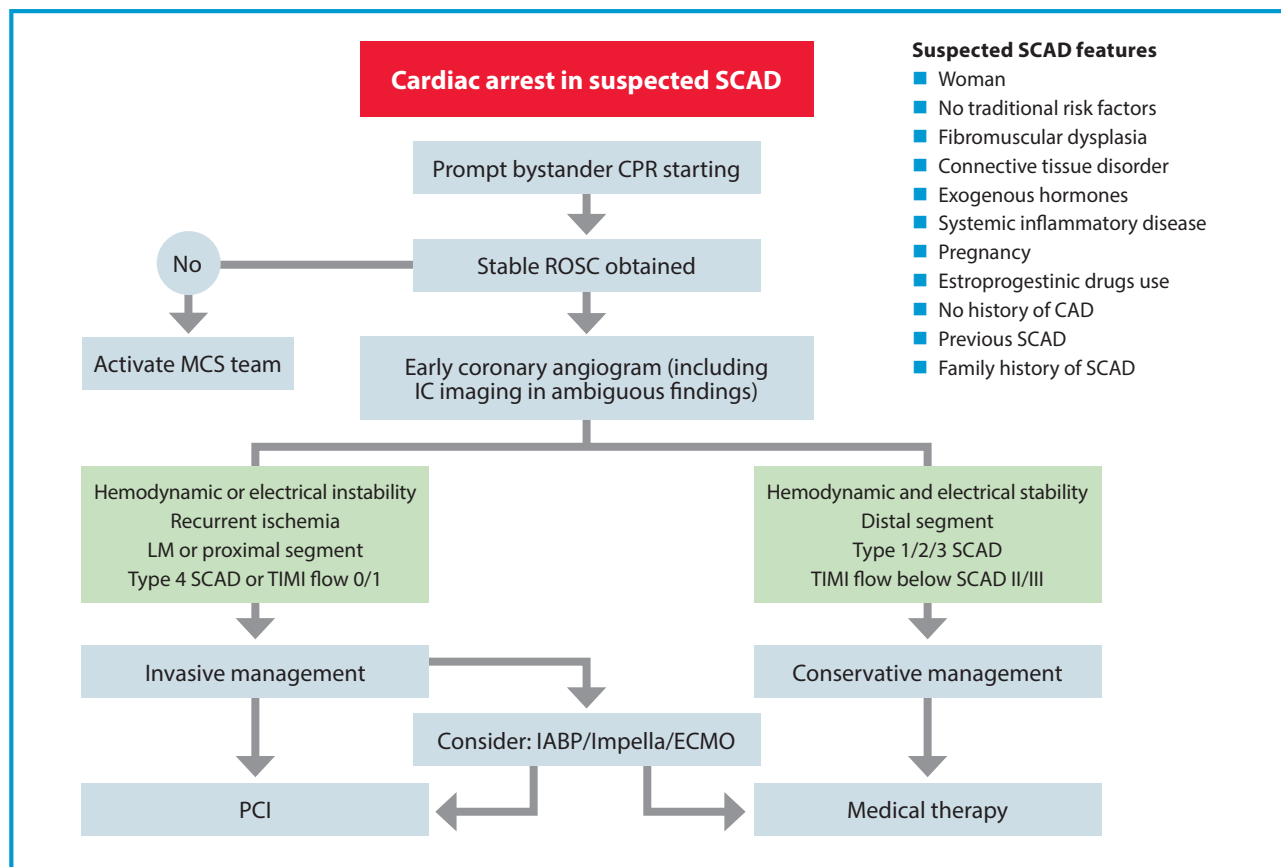 Cardiac arrest in suspected SCAD
Prompt bystander CPR starting
No
Stable ROSC obtained
Activate MCS team
Early coronary angiogram (including
IC imaging in ambiguous findings)
Hemodynamic or electrical instability
Recurrent ischemia
LM or proximal segment
Type 4 SCAD or TIMI flow 0/1
Hemodynamic and electrical stability
Distal segment
Type 1/2/3 SCAD
TIMI flow below SCAD II/III
Invasive management
Conservative management
Consider: IABP/Impella/ECMO
PCI
Medical therapy
Suspected SCAD features
Woman
No traditional risk factors
Fibromuscular dysplasia
Connective tissue disorder
Exogenous hormones
Systemic inflammatory disease
Pregnancy
Estroprogestinic drugs use
No history of CAD
Previous SCAD
Family history of SCAD